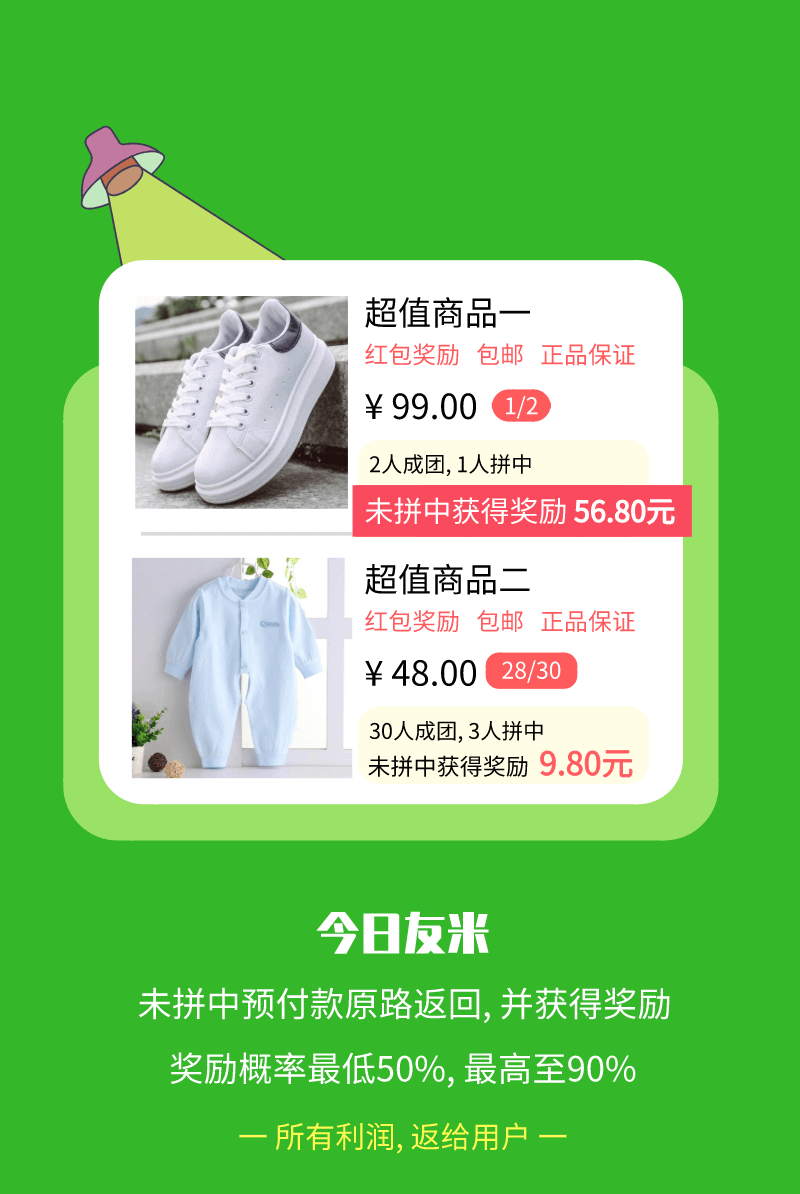 超值商品一
红包奖励 包邮 正品保证
¥ 99.00 1/2
2人成团, 1人拼中
未拼中获得奖励 56.80元
超值商品二
红包奖励 包邮 正品保证
¥ 48.00 28/30
30人成团, 3人拼中
未拼中获得奖励 9.80元
今日友米
未拼中预付款原路返回, 并获得奖励
奖励概率最低50%, 最高至90%
一 所有利润, 返给用户 一